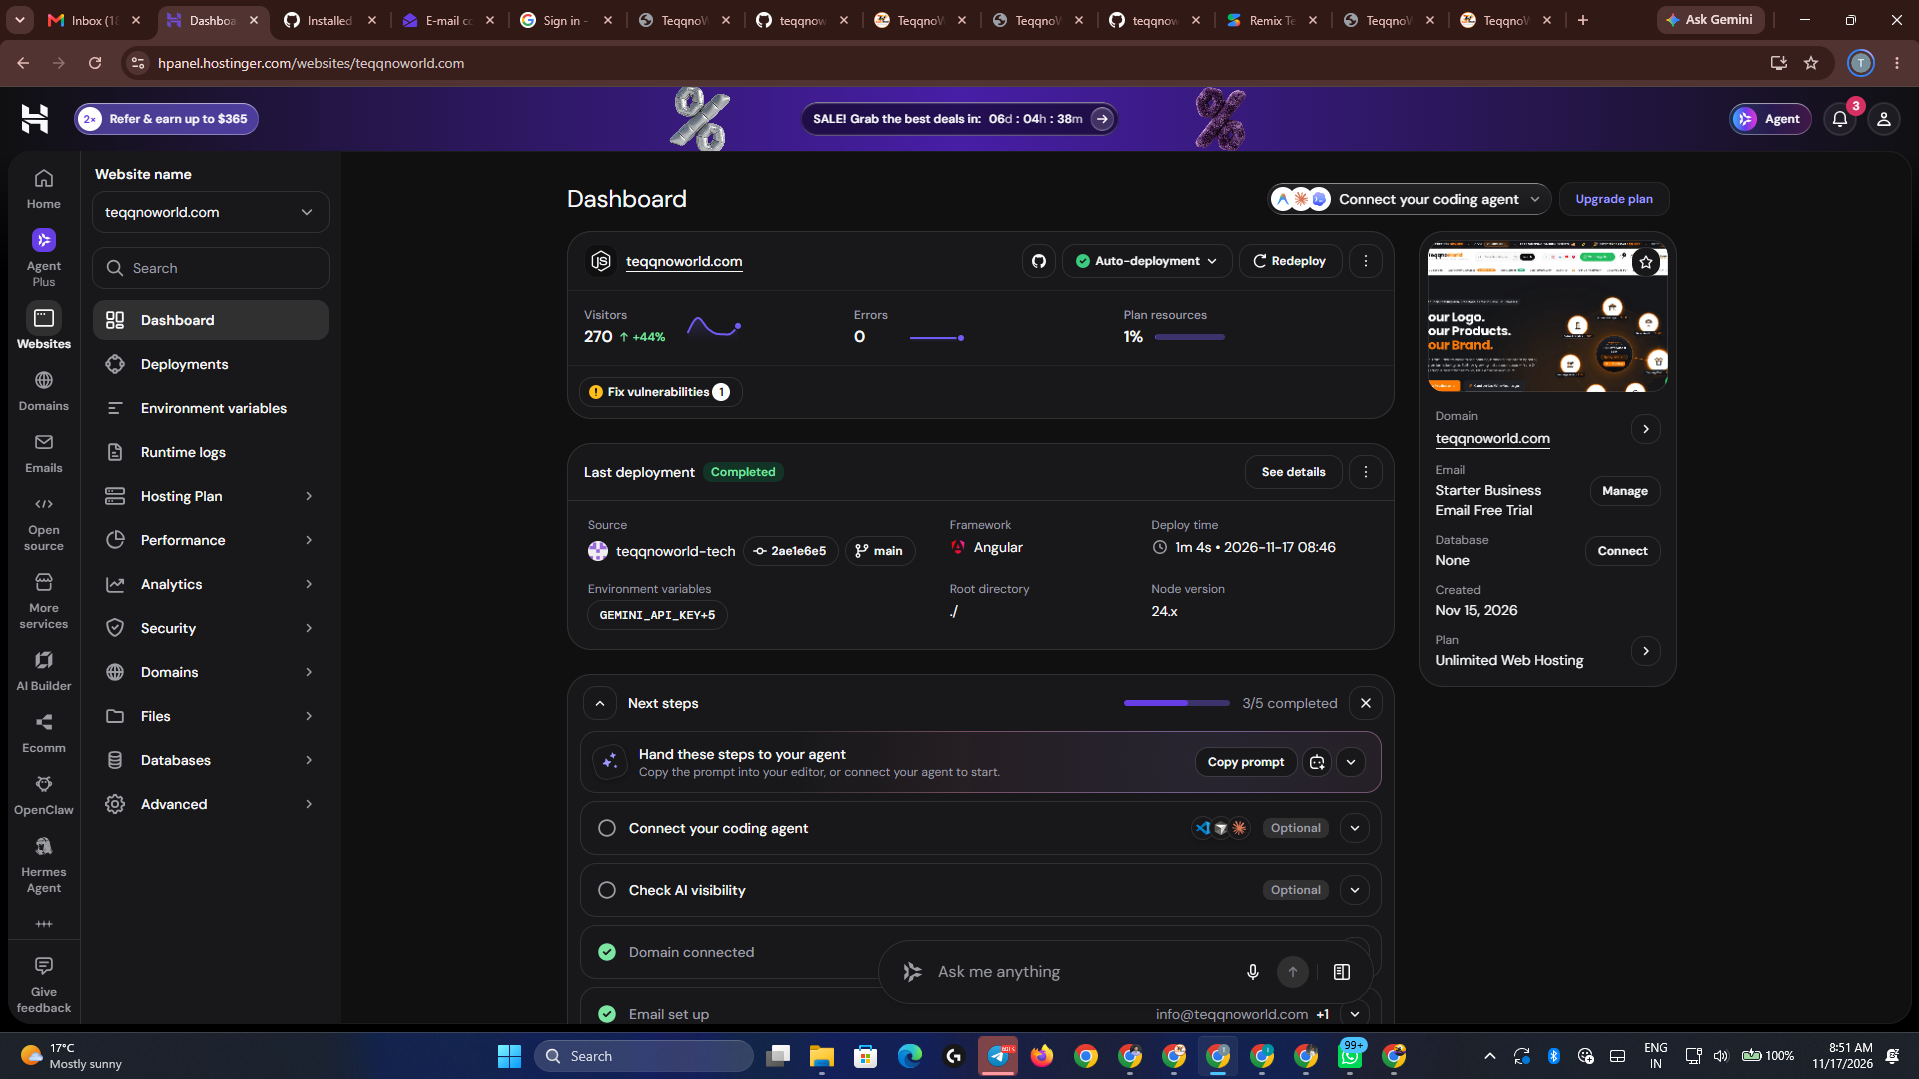 Inbox (18
Dashboa
Installed
E-mail co
Sign in -
TeqqnoW
teqqnow
TeqqnoW
TeqqnoW
teqqnow
Remix Te
TeqqnoW
TeqqnoW
Ask Gemini
hpanel.hostinger.com/websites/teqqnoworld.com
T
2× Refer & earn up to $365
SALE! Grab the best deals in: 06d : 04h : 38m
Agent
3
Home
Agent Plus
Websites
Domains
Emails
Open source
More services
AI Builder
Ecomm
OpenClaw
Hermes Agent
Give feedback
Website name
teqqnoworld.com
Search
Dashboard
Deployments
Environment variables
Runtime logs
Hosting Plan
Performance
Analytics
Security
Domains
Files
Databases
Advanced
Dashboard
Connect your coding agent
Upgrade plan
teqqnoworld.com
Auto-deployment
Redeploy
Visitors
270 ↑ +44%
Errors
0
Plan resources
1%
Fix vulnerabilities 1
Last deployment Completed
See details
Source
teqqnoworld-tech 2ae1e6e5 main
Framework
Angular
Deploy time
1m 4s • 2026-11-17 08:46
Environment variables
GEMINI_API_KEY+5
Root directory
./
Node version
24.x
Next steps
3/5 completed
Hand these steps to your agent
Copy the prompt into your editor, or connect your agent to start.
Copy prompt
Connect your coding agent
Optional
Check AI visibility
Optional
Domain connected
Ask me anything
Email set up
info@teqqnoworld.com +1
our Logo.
our Products.
our Brand.
Domain
teqqnoworld.com
Email
Starter Business Email Free Trial
Manage
Database
None
Connect
Created
Nov 15, 2026
Plan
Unlimited Web Hosting
17°C
Mostly sunny
Search
99+
ENG
IN
100%
8:51 AM
11/17/2026